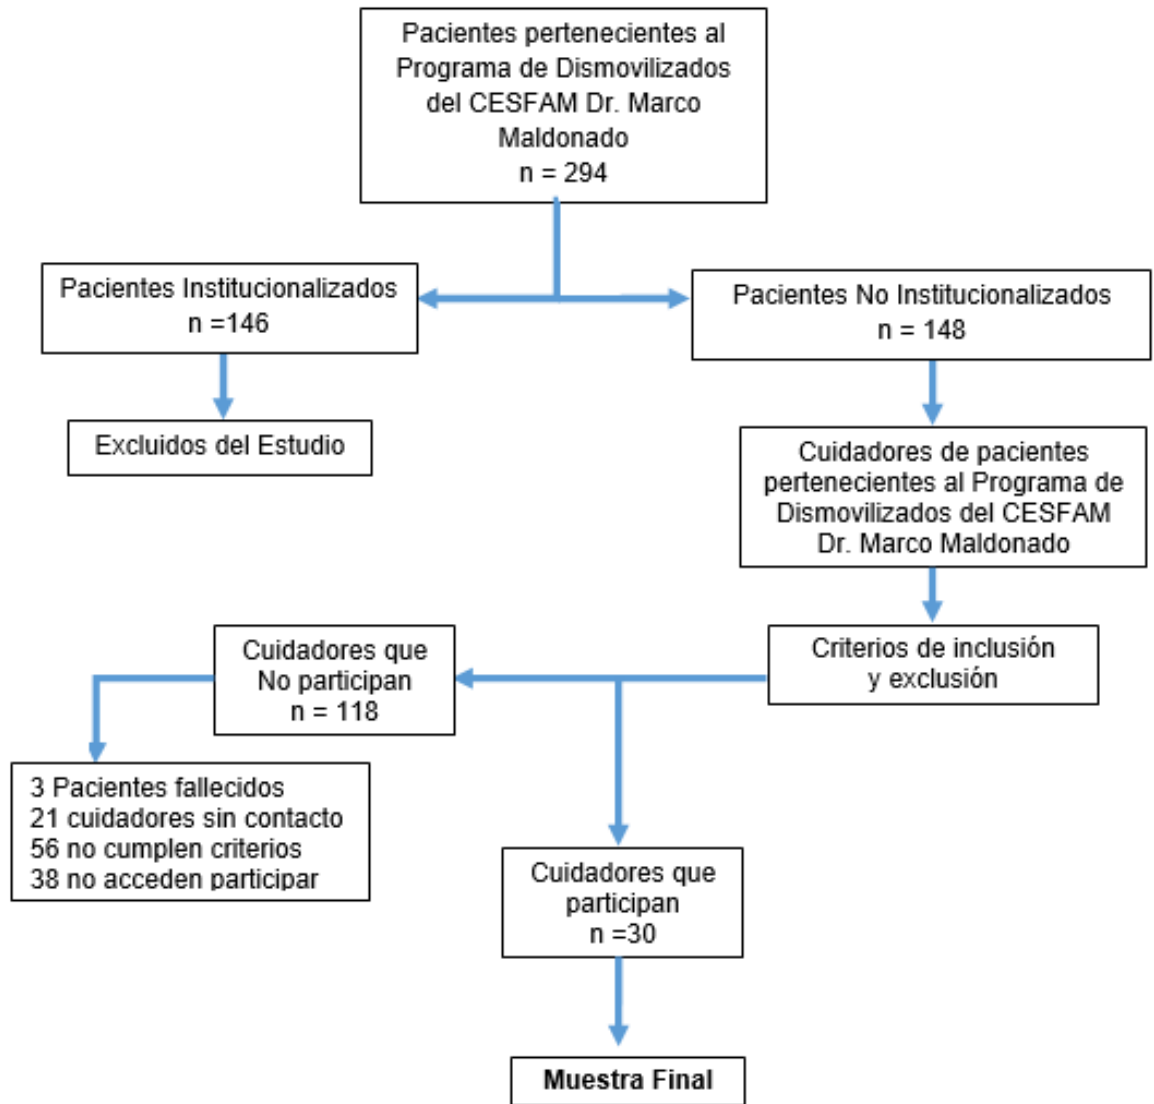 Pacientes pertenecientes al
Programa de Dismovilizados
del CESFAM Dr. Marco
Maldonado
n = 294
Pacientes Institucionalizados
n =146
Pacientes No Institucionalizados
n = 148
Excluidos del Estudio
Cuidadores de pacientes
pertenecientes al Programa de
Dismovilizados del CESFAM
Dr. Marco Maldonado
Criterios de inclusión
y exclusión
Cuidadores que
No participan
n = 118
3 Pacientes fallecidos
21 cuidadores sin contacto
56 no cumplen criterios
38 no acceden participar
Cuidadores que
participan
n =30
Muestra Final